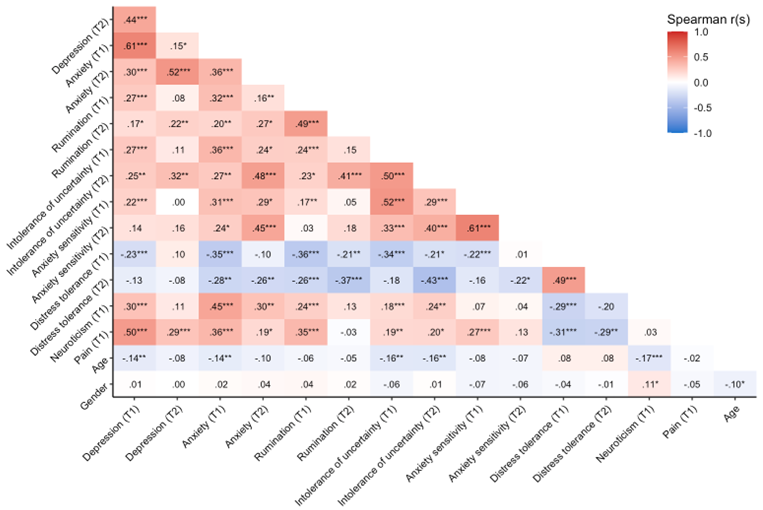 Spearman r(s)
1.0
0.5
0.0
-0.5
-1.0
Depression (T2) .44***
Anxiety (T1) .61*** .15*
Anxiety (T2) .30*** .52*** .36***
Rumination (T1) .27*** .08 .32*** .16**
Rumination (T2) .17* .22** .20** .27* .49***
Intolerance of uncertainty (T1) .27*** .11 .36*** .24* .24*** .15
Intolerance of uncertainty (T2) .25** .32** .27** .48*** .23* .41*** .50***
Anxiety sensitivity (T1) .22*** .00 .31*** .29* .17** .05 .52*** .29***
Anxiety sensitivity (T2) .14 .16 .24* .45*** .03 .18 .33*** .40*** .61***
Distress tolerance (T1) -.23*** .10 -.35*** -.10 -.36*** -.21** -.34*** -.21* -.22*** .01
Distress tolerance (T2) -.13 -.08 -.28** -.26** -.26*** -.37*** -.18 -.43*** -.16 -.22* .49***
Neuroticism (T1) .30*** .11 .45*** .30** .24*** .13 .18*** .24** .07 .04 -.29*** -.20
Pain (T1) .50*** .29*** .36*** .19* .35*** -.03 .19** .20* .27*** .13 -.31*** -.29** .03
Age -.14** -.08 -.14** -.10 -.06 -.05 -.16** -.16** -.08 -.07 .08 .08 -.17*** -.02
Gender .01 .00 .02 .04 .04 .02 -.06 .01 -.07 -.06 -.04 -.01 .11* -.05 -.10*
Depression (T1)
Depression (T2)
Anxiety (T1)
Anxiety (T2)
Rumination (T1)
Rumination (T2)
Intolerance of uncertainty (T1)
Intolerance of uncertainty (T2)
Anxiety sensitivity (T1)
Anxiety sensitivity (T2)
Distress tolerance (T1)
Distress tolerance (T2)
Neuroticism (T1)
Pain (T1)
Age